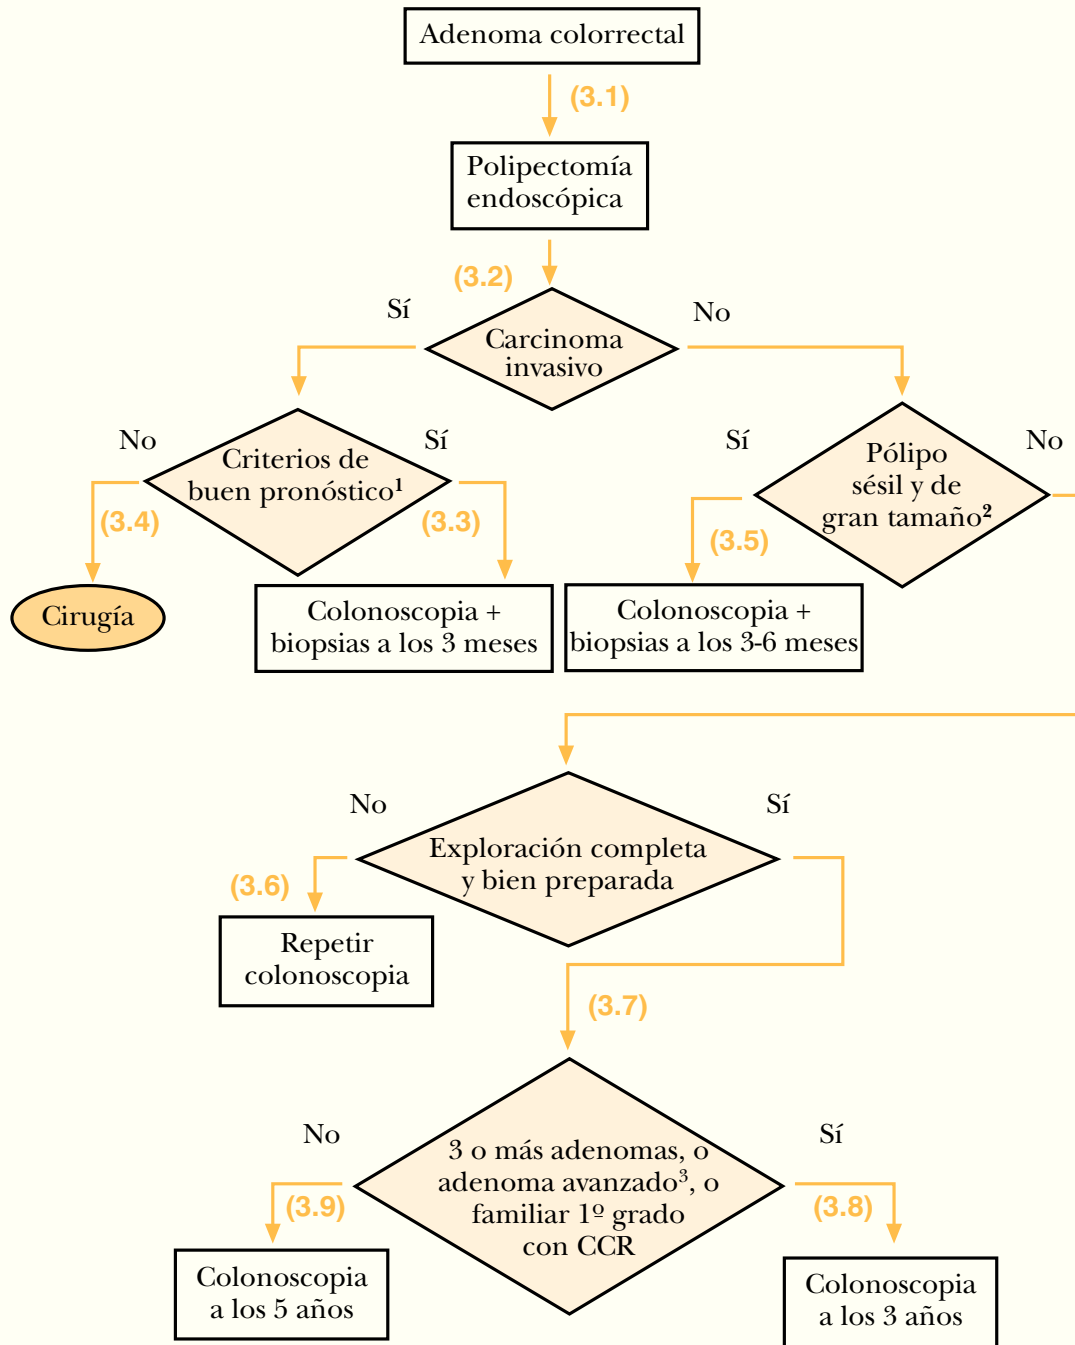 Adenoma colorrectal
(3.1)
Polipectomía
endoscópica
(3.2)
Sí
No
Carcinoma
invasivo
No
Sí
Criterios de
buen pronóstico¹
Sí
No
Pólipo
sésil y de
gran tamaño²
(3.4)
(3.3)
(3.5)
Cirugía
Colonoscopia +
biopsias a los 3 meses
Colonoscopia +
biopsias a los 3-6 meses
No
Sí
Exploración completa
y bien preparada
(3.6)
Repetir
colonoscopia
(3.7)
No
Sí
3 o más adenomas, o
adenoma avanzado³, o
familiar 1º grado
con CCR
(3.9)
(3.8)
Colonoscopia
a los 5 años
Colonoscopia
a los 3 años